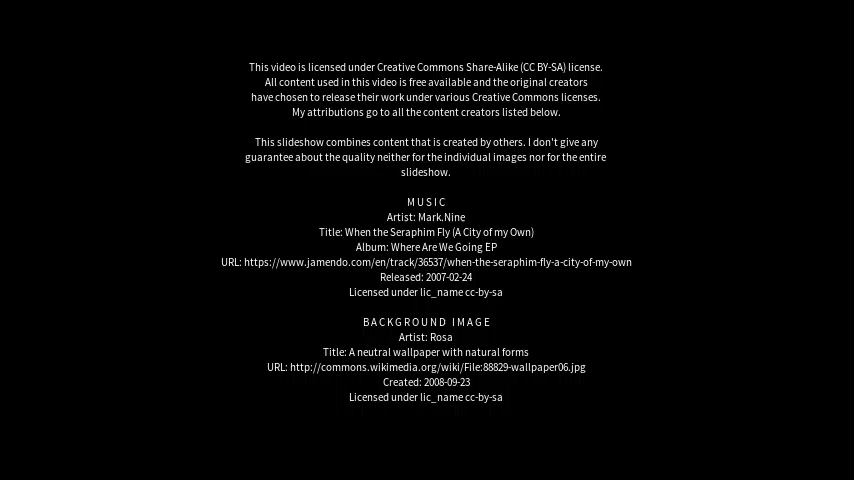 This video is licensed under Creative Commons Share-Alike (CC BY-SA) license.
All content used in this video is free available and the original creators
have chosen to release their work under various Creative Commons licenses.
My attributions go to all the content creators listed below.
This slideshow combines content that is created by others. I don't give any
guarantee about the quality neither for the individual images nor for the entire
slideshow.
MUSIC
Artist: Mark.Nine
Title: When the Seraphim Fly (A City of my Own)
Album: Where Are We Going EP
URL: https://www.jamendo.com/en/track/36537/when-the-seraphim-fly-a-city-of-my-own
Released: 2007-02-24
Licensed under lic_name cc-by-sa
BACKGROUND IMAGE
Artist: Rosa
Title: A neutral wallpaper with natural forms
URL: http://commons.wikimedia.org/wiki/File:88829-wallpaper06.jpg
Created: 2008-09-23
Licensed under lic_name cc-by-sa